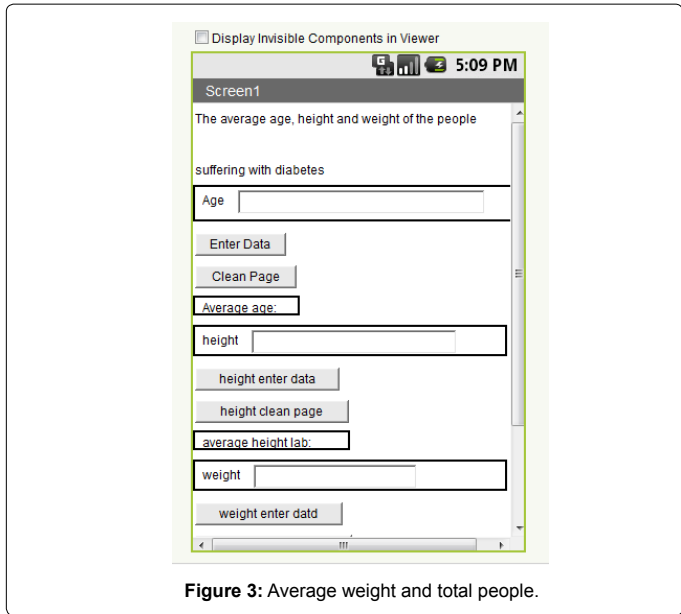 Display Invisible Components in Viewer
5:09 PM
Screen1
The average age, height and weight of the people
suffering with diabetes
Age
Enter Data
Clean Page
Average age:
height
height enter data
height clean page
average height lab:
weight
weight enter datd
Figure 3: Average weight and total people.